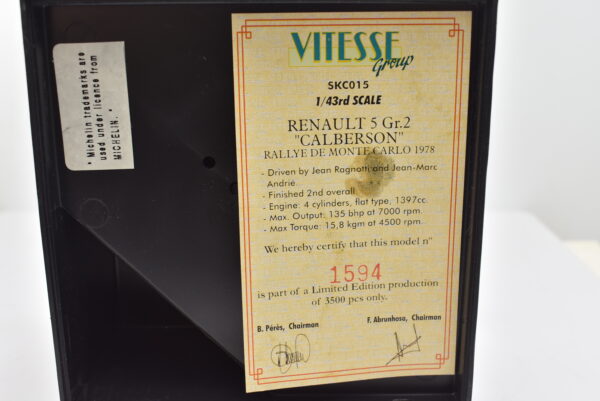 * Michelin trademarks are
used under licence from
MICHELIN. *
VITESSE
Group
SKC015
1/43rd SCALE
RENAULT 5 Gr.2
"CALBERSON"
RALLYE DE MONTE CARLO 1978
- Driven by Jean Ragnotti and Jean-Marc
Andrié.
- Finished 2nd overall.
- Engine: 4 cylinders, flat type, 1397cc.
- Max. Output: 135 bhp at 7000 rpm.
- Max Torque: 15,8 kgm at 4500 rpm.
We hereby certify that this model nº
1594
is part of a Limited Edition production
of 3500 pcs only.
B. Pérès, Chairman
F. Abrunhosa, Chairman